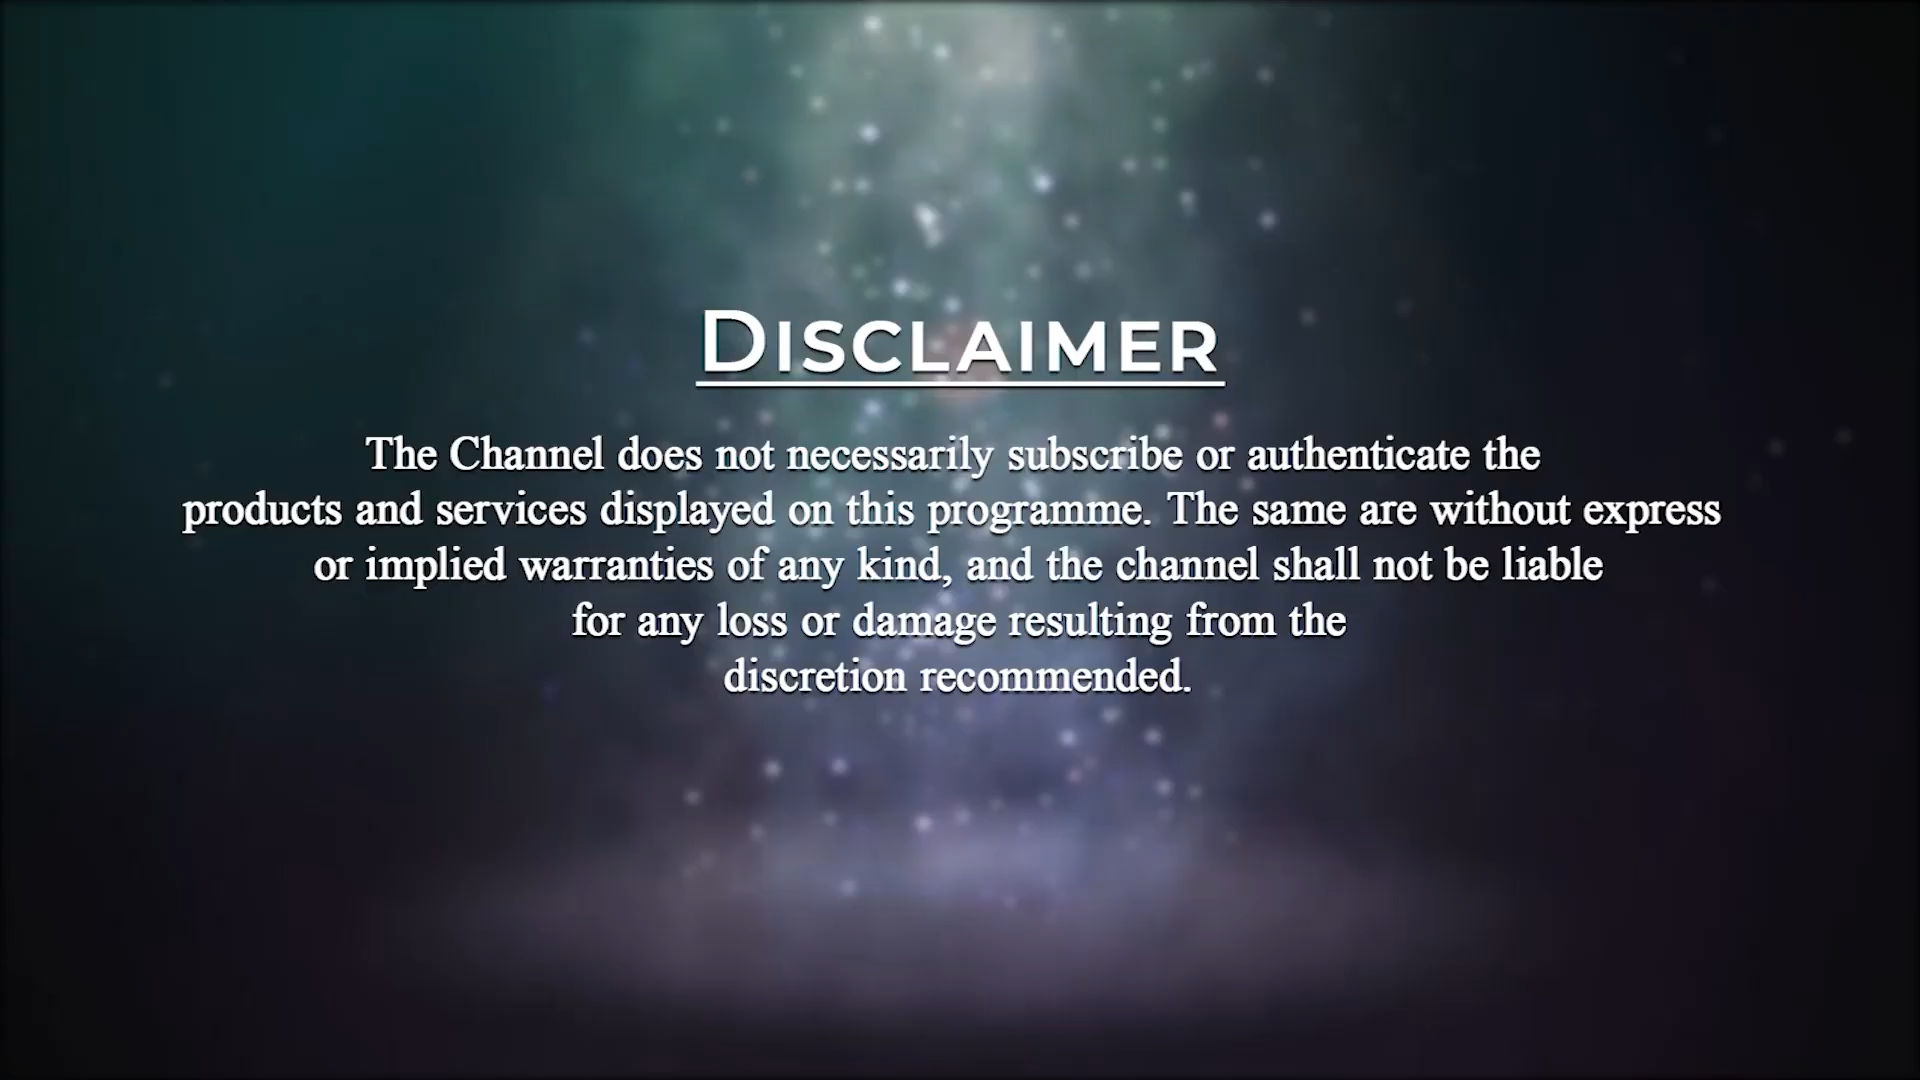 DISCLAIMER
The Channel does not necessarily subscribe or authenticate the
products and services displayed on this programme. The same are without express
or implied warranties of any kind, and the channel shall not be liable
for any loss or damage resulting from the
discretion recommended.